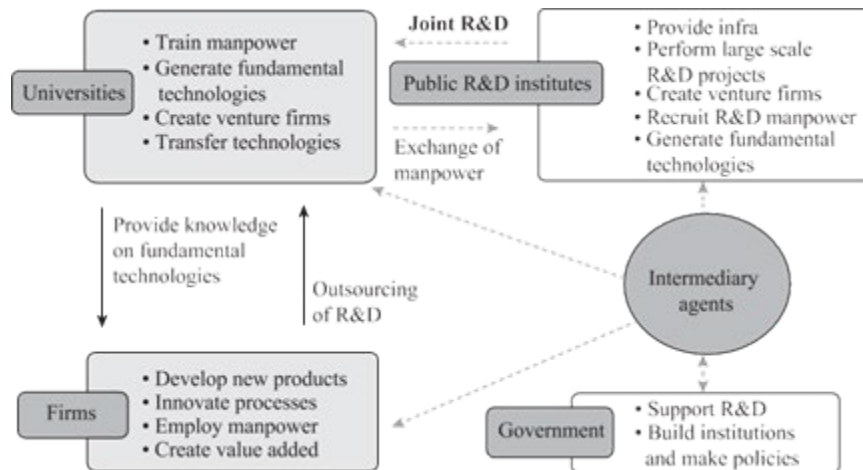 Universities
• Train manpower
• Generate fundamental
technologies
• Create venture firms
• Transfer technologies
Joint R&D
Exchange of
manpower
Public R&D institutes
• Provide infra
• Perform large scale
R&D projects
• Create venture firms
• Recruit R&D manpower
• Generate fundamental
technologies
Provide knowledge
on fundamental
technologies
Outsourcing
of R&D
Intermediary
agents
Firms
• Develop new products
• Innovate processes
• Employ manpower
• Create value added
Government
• Support R&D
• Build institutions
and make policies